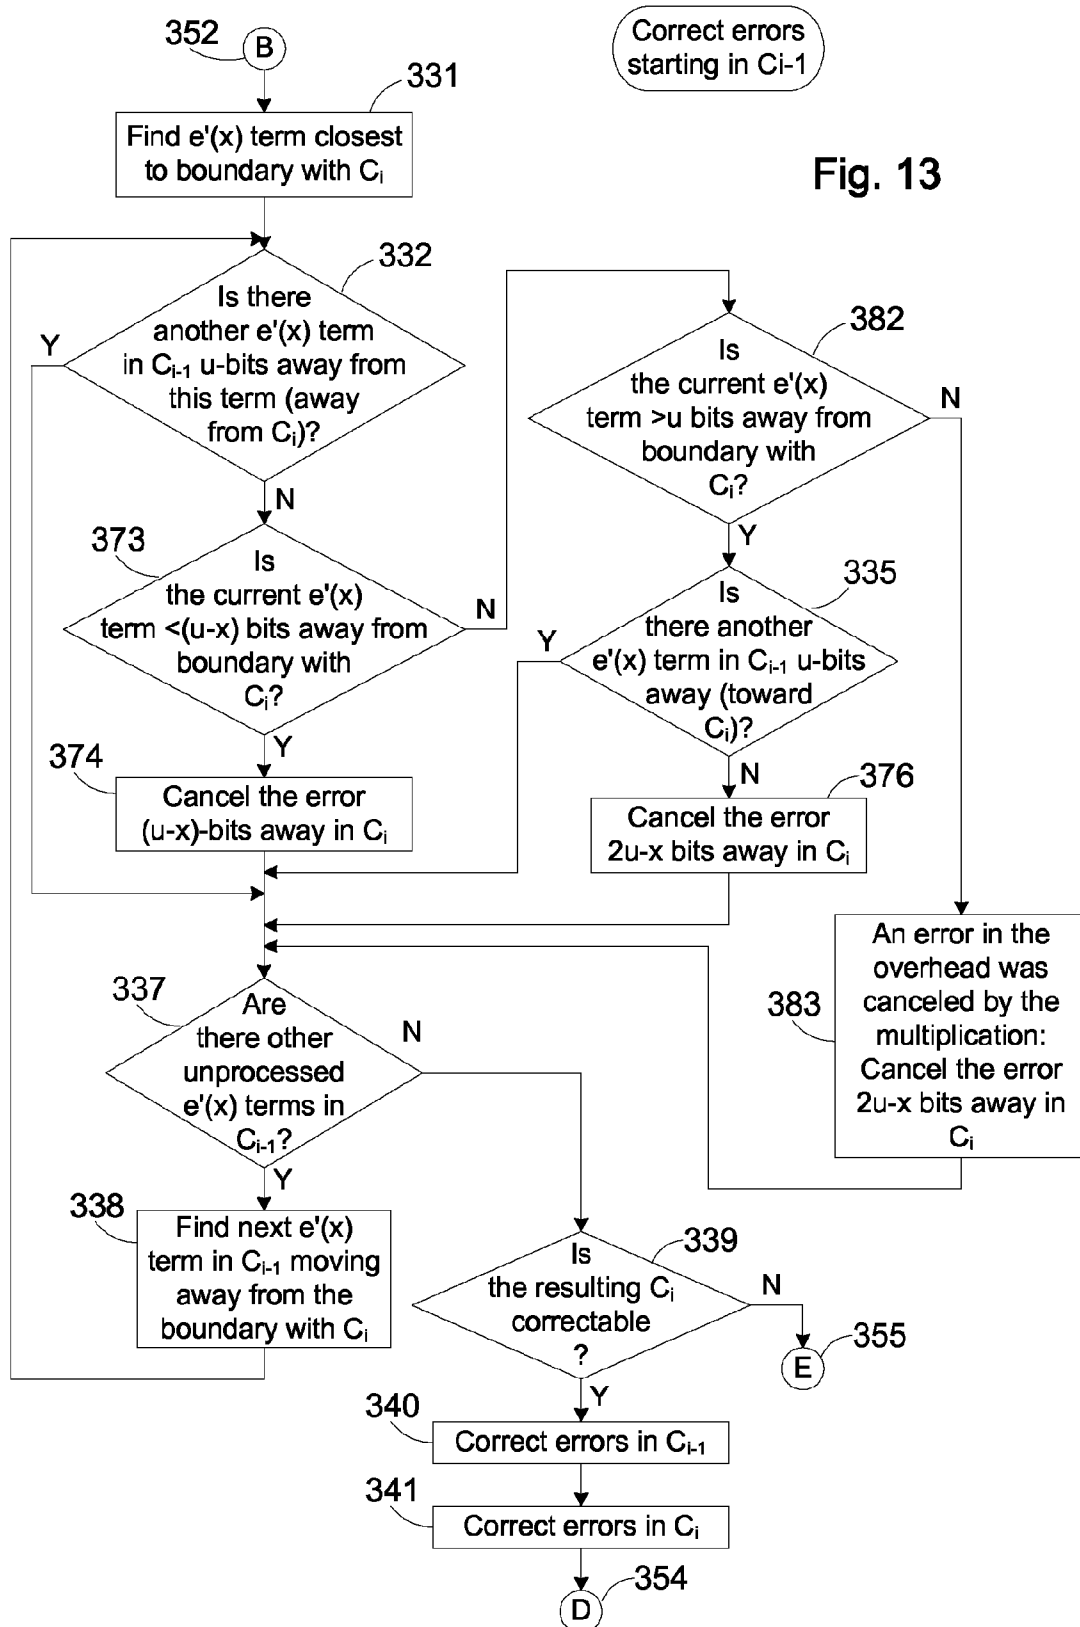 352
B
Correct errors
starting in Ci-1
331
Find e'(x) term closest
to boundary with Ci
Fig. 13
332
Is there
another e'(x) term
in Ci-1 u-bits away from
this term (away
from Ci)?
Y
N
382
Is
the current e'(x)
term >u bits away from
boundary with
Ci?
N
Y
373
Is
the current e'(x)
term <(u-x) bits away from
boundary with
Ci?
N
Y
335
Is
there another
e'(x) term in Ci-1 u-bits
away (toward
Ci)?
Y
N
374
Cancel the error
(u-x)-bits away in Ci
376
Cancel the error
2u-x bits away in Ci
383
An error in the
overhead was
canceled by the
multiplication:
Cancel the error
2u-x bits away in
Ci
337
Are
there other
unprocessed
e'(x) terms in
Ci-1?
N
Y
338
Find next e'(x)
term in Ci-1 moving
away from the
boundary with Ci
339
Is
the resulting Ci
correctable
?
N
Y
355
E
340
Correct errors in Ci-1
341
Correct errors in Ci
354
D